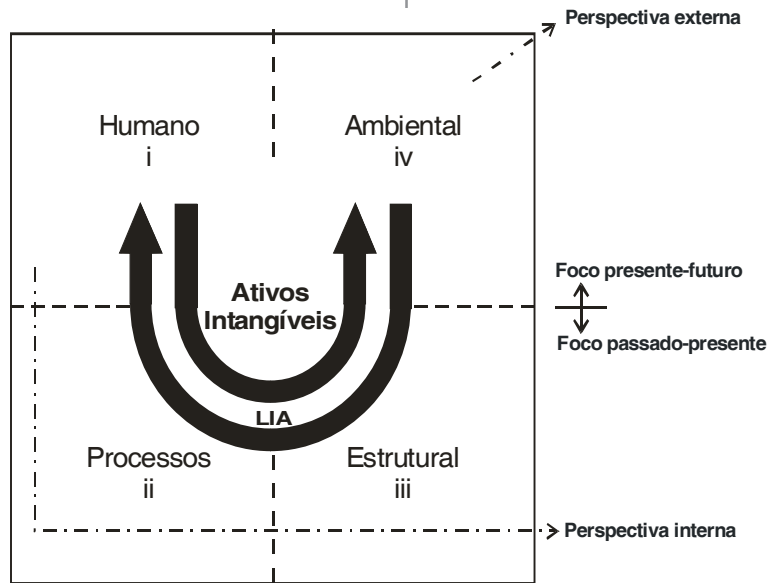 Perspectiva externa
Humano
i
Ambiental
iv
Foco presente-futuro
Ativos
Intangíveis
Foco passado-presente
LIA
Processos
ii
Estrutural
iii
Perspectiva interna